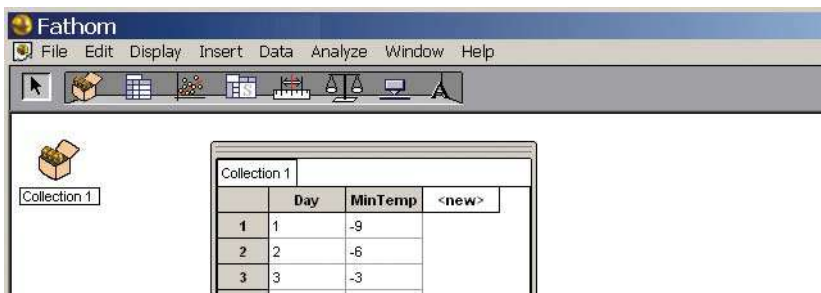 Fathom
File Edit Display Insert Data Analyze Window Help
S A
Collection 1
Collection 1
Day MinTemp <new>
1 1 -9
2 2 -6
3 3 -3